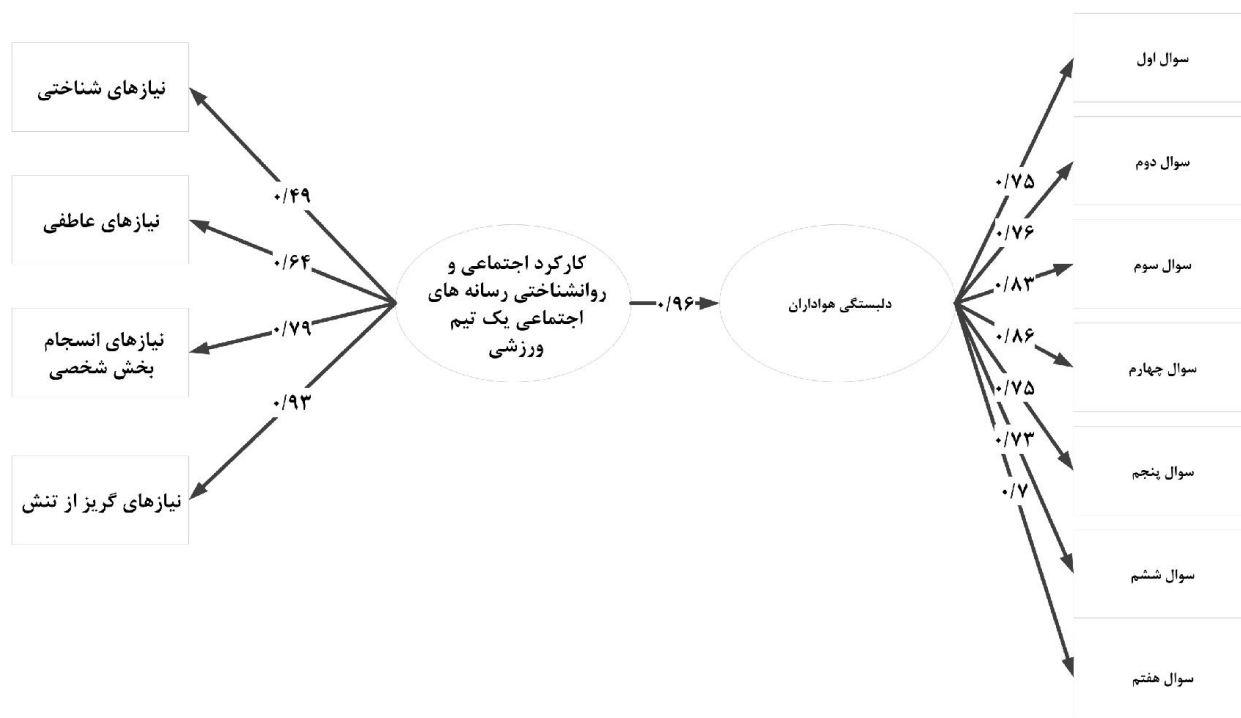 نیازهای شناختی
نیازهای عاطفی
نیازهای انسجام
بخش شخصی
نیازهای گریز از تنش
۰/۴۹
۰/۶۴
۰/۷۹
۰/۹۳
کارکرد اجتماعی و
روانشناختی رسانه های
اجتماعی یک تیم
ورزشی
۰/۹۶
دلبستگی هواداران
۰/۷۵
۰/۷۶
۰/۸۳
۰/۸۶
۰/۷۵
۰/۷۳
۰/۷
سوال اول
سوال دوم
سوال سوم
سوال چهارم
سوال پنجم
سوال ششم
سوال هفتم